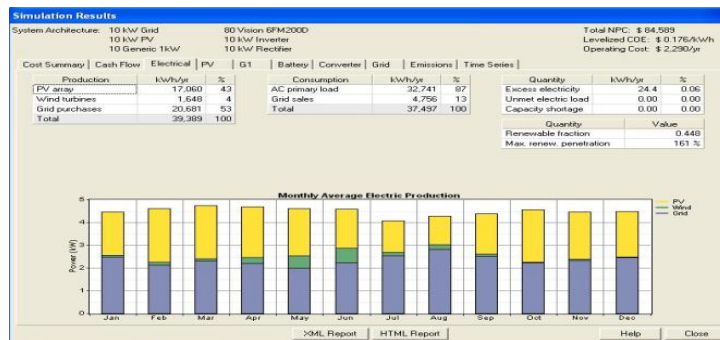 Simulation Results
System Architecture: 10 kW Grid 80 Vision 6FM200D Total NPC: $ 84,589
10 kW PV 10 kW Inverter Levelized COE: $ 0.176/kWh
10 Generic 1kW 10 kW Rectifier Operating Cost: $ 2,290/yr
Cost Summary Cash Flow Electrical PV G1 Battery Converter Grid Emissions Time Series
Production kWh/yr % Consumption kWh/yr % Quantity kWh/yr %
PV array 17,060 43 AC primary load 32,741 87 Excess electricity 24.4 0.06
Wind turbines 1,648 4 Grid sales 4,756 13 Unmet electric load 0.00 0.00
Grid purchases 20,681 53 Total 37,497 100 Capacity shortage 0.00 0.00
Total 39,389 100
Quantity Value
Renewable fraction 0.448
Max. renew. penetration 161 %
Monthly Average Electric Production
Power (kW)
5
4
3
2
1
0
Jan Feb Mar Apr May Jun Jul Aug Sep Oct Nov Dec
PV
Wind
Grid
XML Report HTML Report Help Close